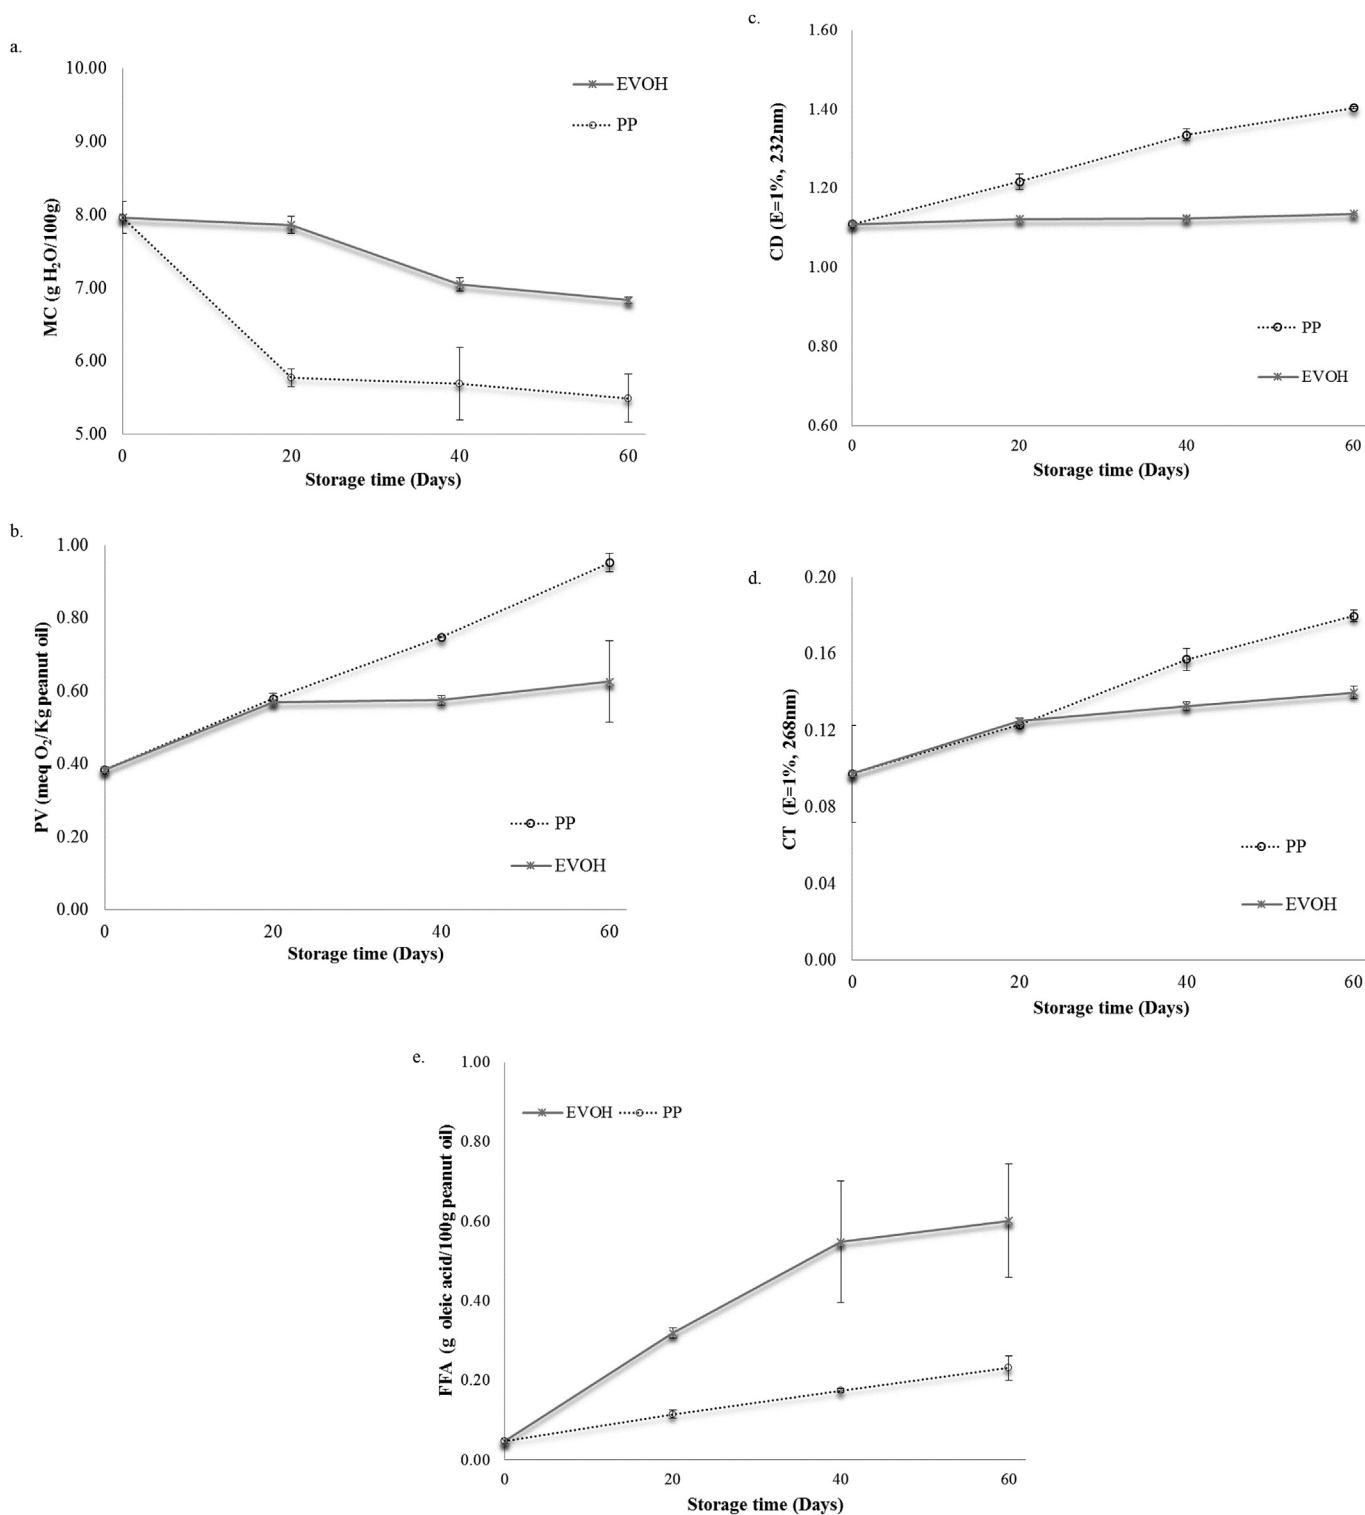 a.
10.00
9.00
8.00
7.00
6.00
5.00
MC (g H₂O/100g)
EVOH
PP
0 20 40 60
Storage time (Days)
c.
1.60
1.40
1.20
1.00
0.80
0.60
CD (E=1%, 232nm)
PP
EVOH
0 20 40 60
Storage time (Days)
b.
1.00
0.80
0.60
0.40
0.20
0.00
PV (meq O₂/Kg peanut oil)
PP
EVOH
0 20 40 60
Storage time (Days)
d.
0.20
0.16
0.12
0.08
0.04
0.00
CT (E=1%, 268nm)
PP
EVOH
0 20 40 60
Storage time (Days)
e.
1.00
0.80
0.60
0.40
0.20
0.00
FFA (g oleic acid/100g peanut oil)
EVOH PP
0 20 40 60
Storage time (Days)